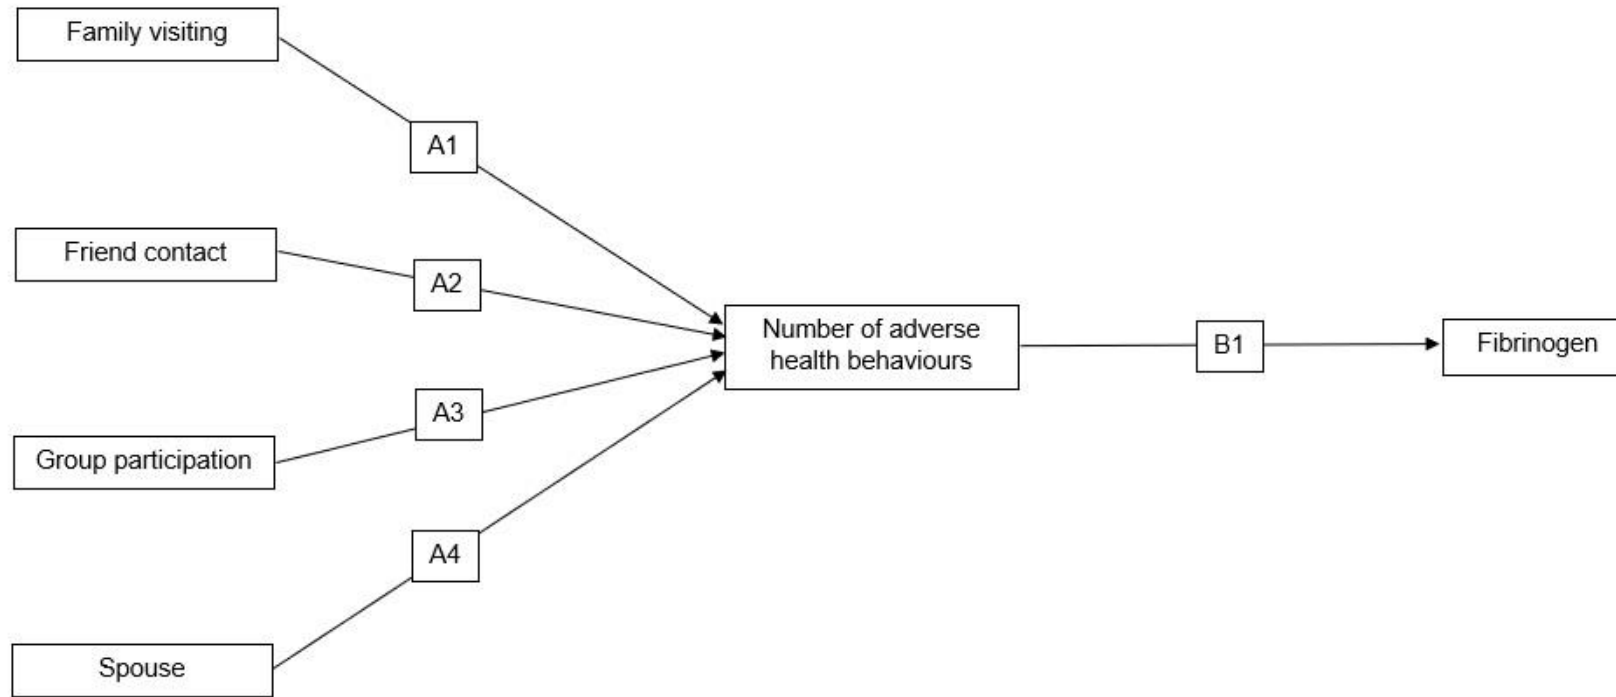 Family visiting
A1
Friend contact
A2
Number of adverse
health behaviours
B1
Fibrinogen
A3
Group participation
A4
Spouse